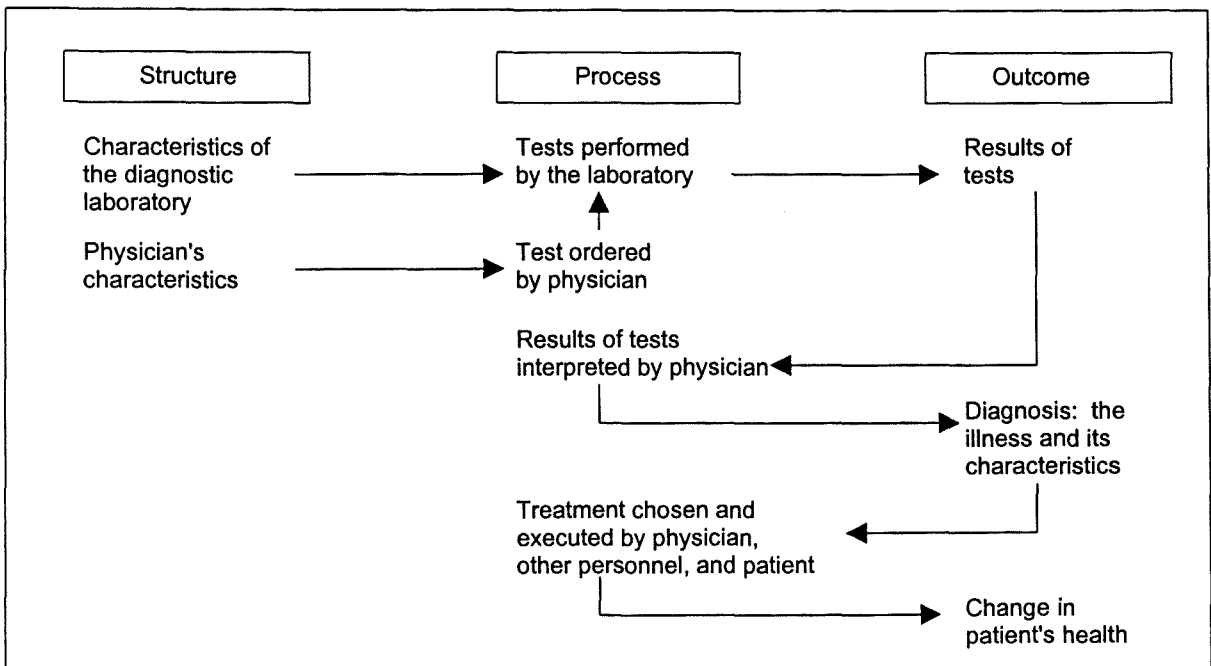 Structure
Process
Outcome
Characteristics of
the diagnostic
laboratory
Tests performed
by the laboratory
Results of
tests
Physician's
characteristics
Test ordered
by physician
Results of tests
interpreted by physician
Diagnosis: the
illness and its
characteristics
Treatment chosen and
executed by physician,
other personnel, and patient
Change in
patient's health